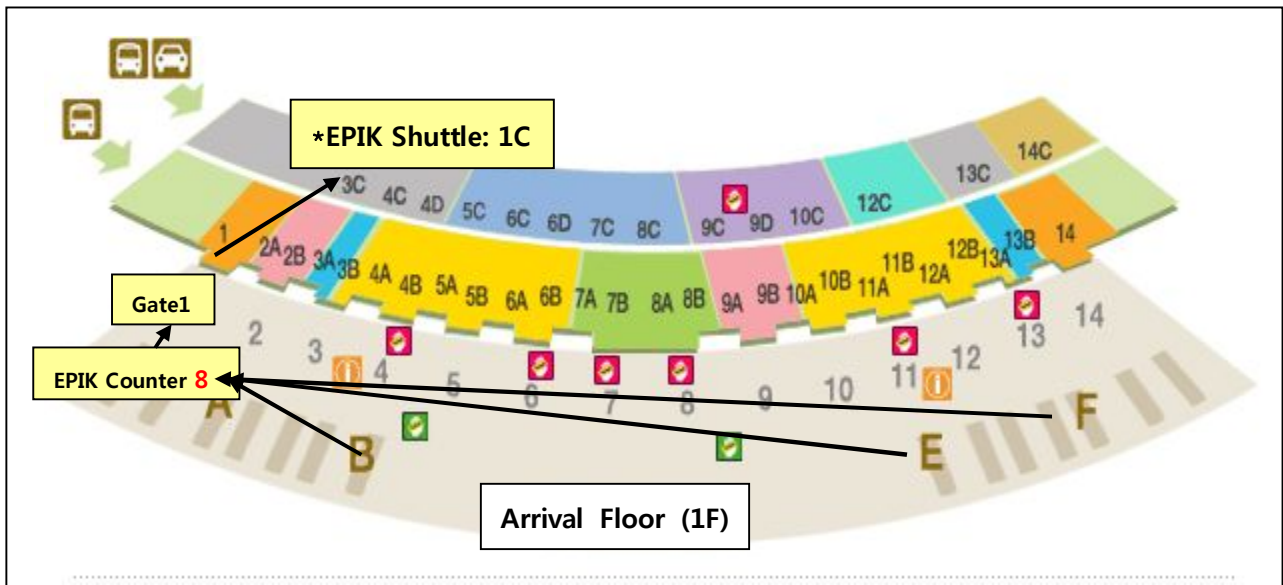 *EPIK Shuttle: 1C
3C 4C 4D 5C 6C 6D 7C 8C 9C 9D 10C 12C 13C 14C
1 2A 2B 3A 3B 4A 4B 5A 5B 6A 6B 7A 7B 8A 8B 9A 9B 10A 10B 11A 11B 12A 12B 13A 13B 14
Gate1
2 3 4 5 6 7 8 9 10 11 12 13 14
EPIK Counter 8
A B E F
Arrival Floor (1F)